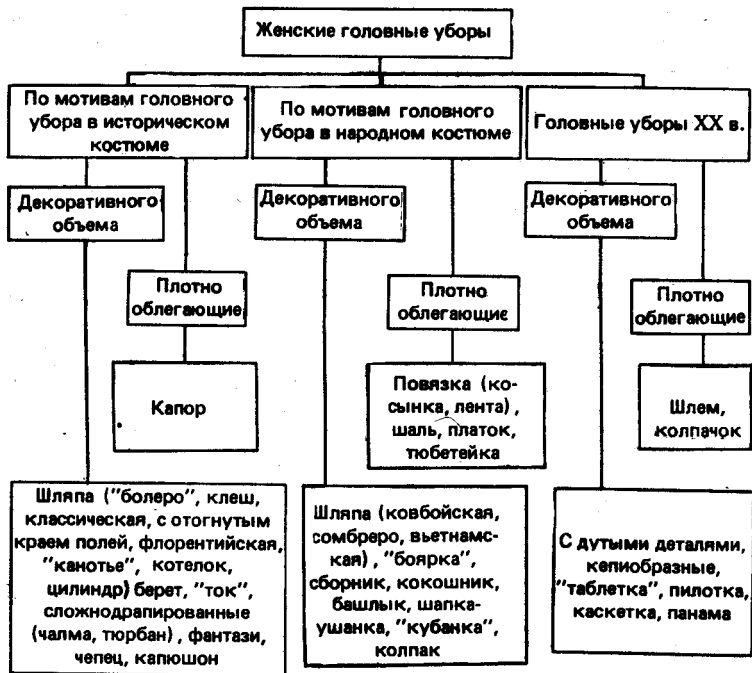 Женские головные уборы
По мотивам головного
убора в историческом
костюме
По мотивам головного
убора в народном костюме
Головные уборы XX в.
Декоративного
объема
Декоративного
объема
Декоративного
объема
Плотно
облегающие
Плотно
облегающие
Плотно
облегающие
Капор
Повязка (ко-
сынка, лента),
шаль, платок,
тюбетейка
Шлем,
колпачок
Шляпа ("болеро", клеш,
классическая, с отогнутым
краем полей, флорентийская,
"канотье", котелок,
цилиндр) берет, "ток",
сложнодрапированные
(чалма, тюрбан), фантази,
чепец, капюшон
Шляпа (ковбойская,
сомбреро, вьетнамс-
кая), "боярка",
сборник, кокошник,
башлык, шапка-
ушанка, "кубанка",
колпак
С дутыми деталями,
кепиобразные,
"таблетка", пилотка,
каскетка, панама